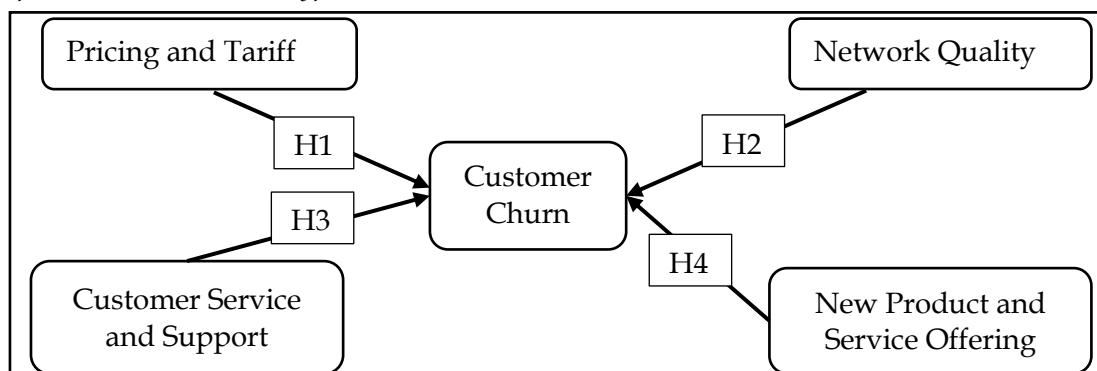 Pricing and Tariff
Network Quality
H1
H2
Customer
Churn
H3
H4
Customer Service
and Support
New Product and
Service Offering